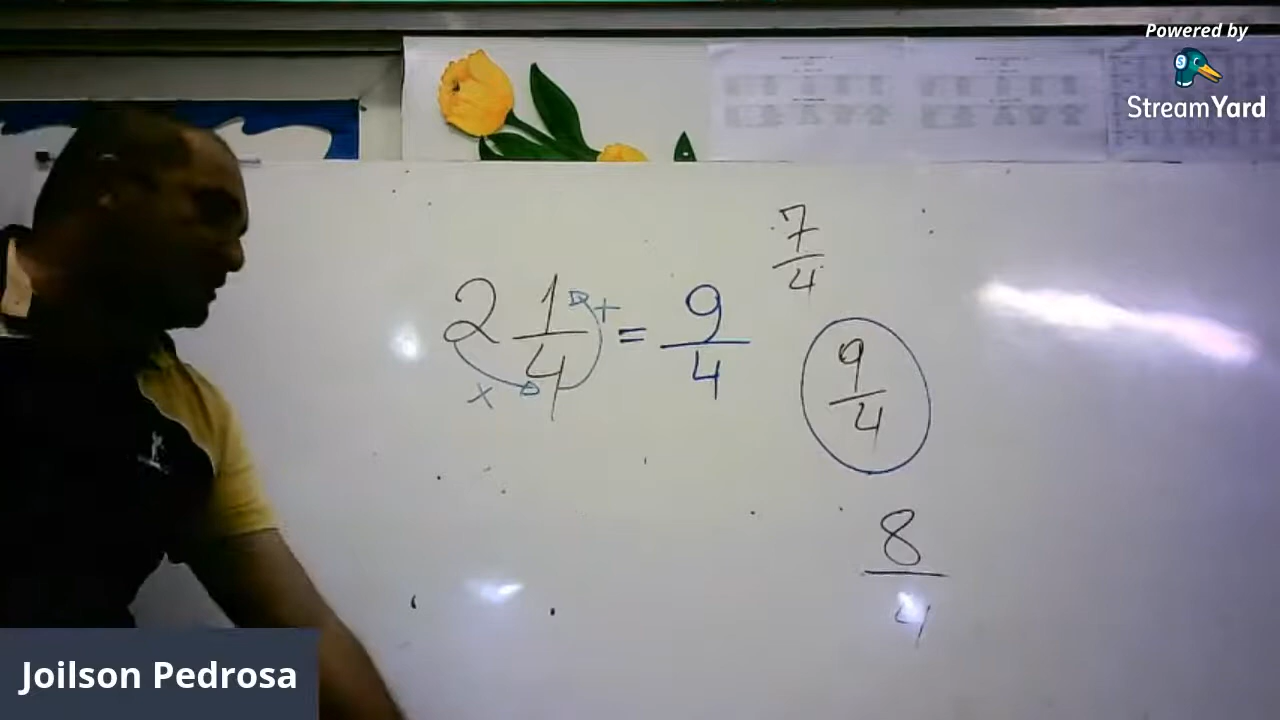 Powered by
StreamYard
7/4
2 1/4 = 9/4
+
x
9/4
8/4
Joilson Pedrosa